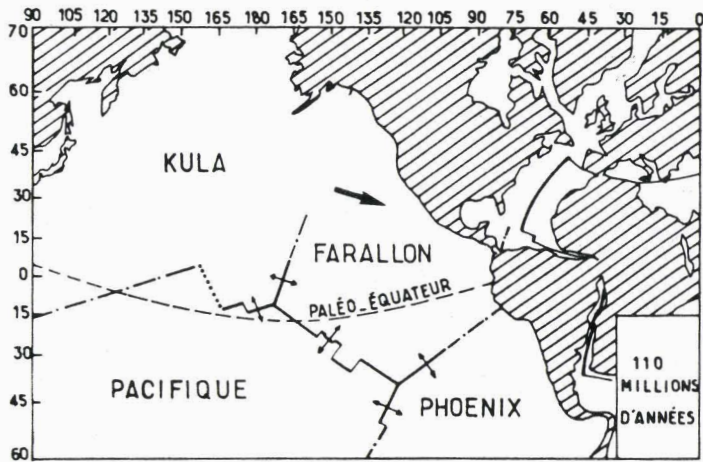 90 105 120 135 150 165 180 165 150 135 120 105 90 75 60 45 30 15 0
70
60
45
30
15
0
15
30
45
60
KULA
FARALLON
PALÉO-ÉQUATEUR
PACIFIQUE
PHOENIX
110
MILLIONS
D'ANNÉES